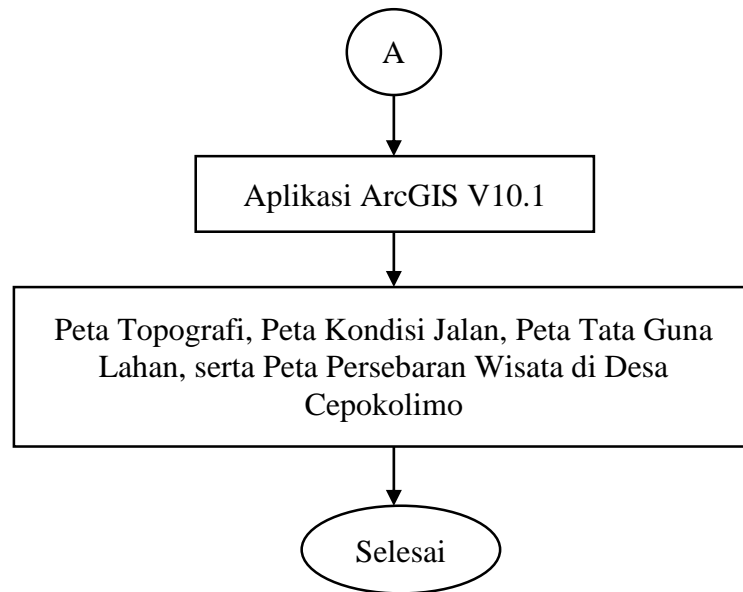 A
Aplikasi ArcGIS V10.1
Peta Topografi, Peta Kondisi Jalan, Peta Tata Guna
Lahan, serta Peta Persebaran Wisata di Desa
Cepokolimo
Selesai